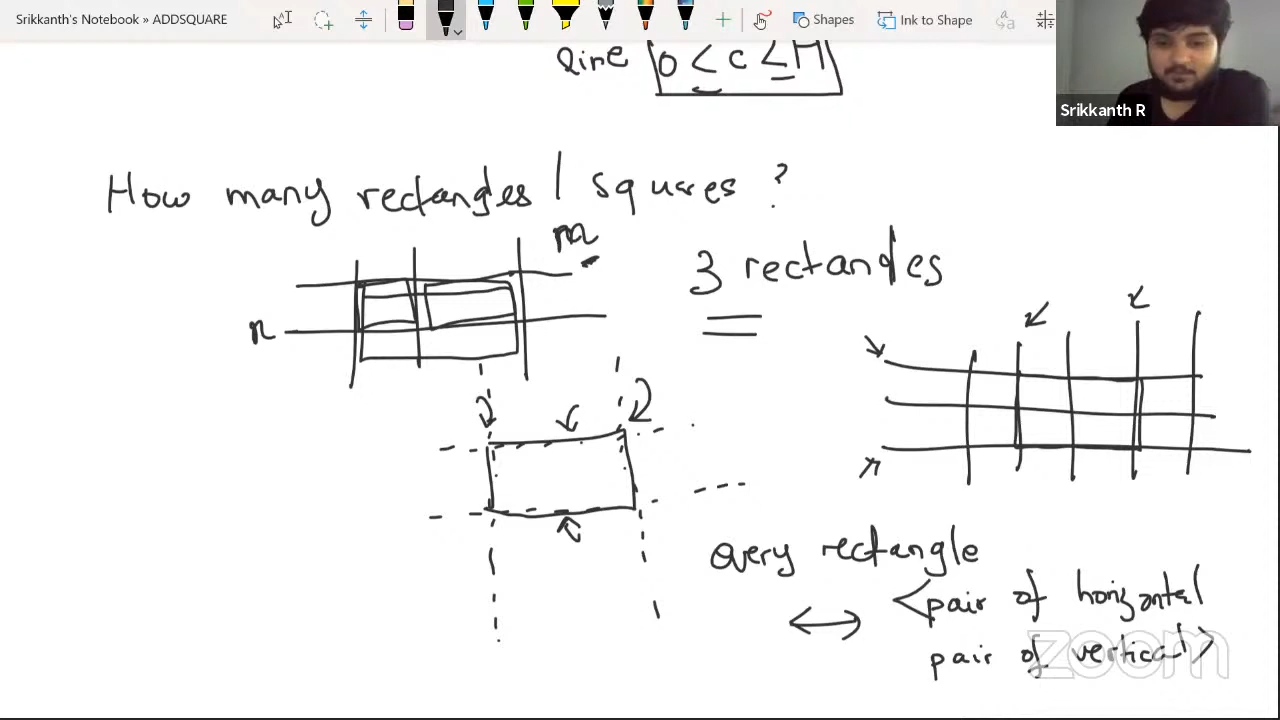 Srikkanth's Notebook » ADDSQUARE
Shapes
Ink to Shape
Srikkanth R
line 0 < c ≤ H
How many rectangles / squares ?
m
3 rectangles
n
every rectangle
↔ <pair of horizontal
pair of vertical>
zoom